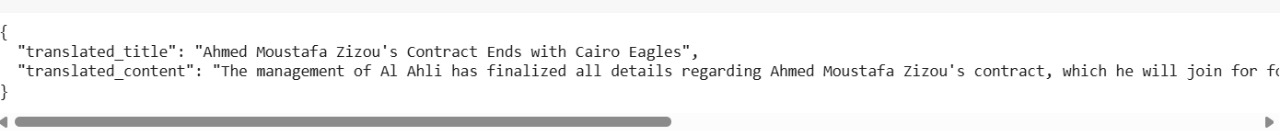 {
"translated_title": "Ahmed Moustafa Zizou's Contract Ends with Cairo Eagles",
"translated_content": "The management of Al Ahli has finalized all details regarding Ahmed Moustafa Zizou's contract, which he will join for
}